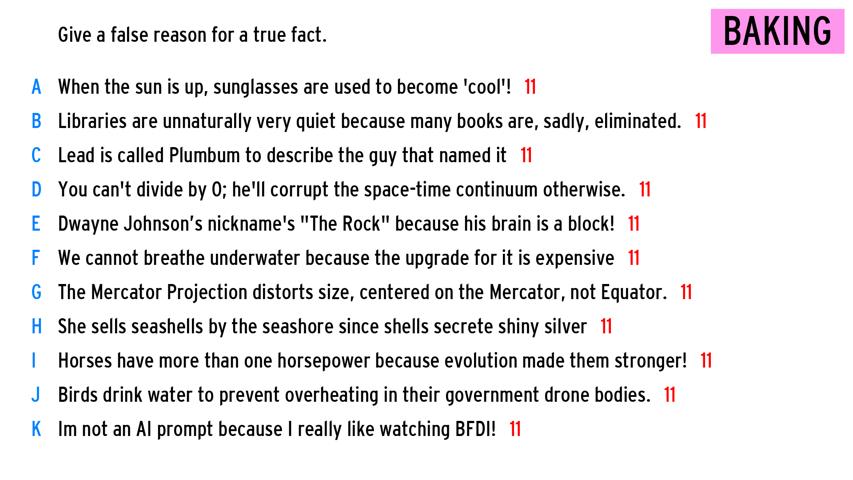 Give a false reason for a true fact.
BAKING
A When the sun is up, sunglasses are used to become 'cool'! 11
B Libraries are unnaturally very quiet because many books are, sadly, eliminated. 11
C Lead is called Plumbum to describe the guy that named it 11
D You can't divide by 0; he'll corrupt the space-time continuum otherwise. 11
E Dwayne Johnson’s nickname's "The Rock" because his brain is a block! 11
F We cannot breathe underwater because the upgrade for it is expensive 11
G The Mercator Projection distorts size, centered on the Mercator, not Equator. 11
H She sells seashells by the seashore since shells secrete shiny silver 11
I Horses have more than one horsepower because evolution made them stronger! 11
J Birds drink water to prevent overheating in their government drone bodies. 11
K Im not an AI prompt because I really like watching BFDI! 11